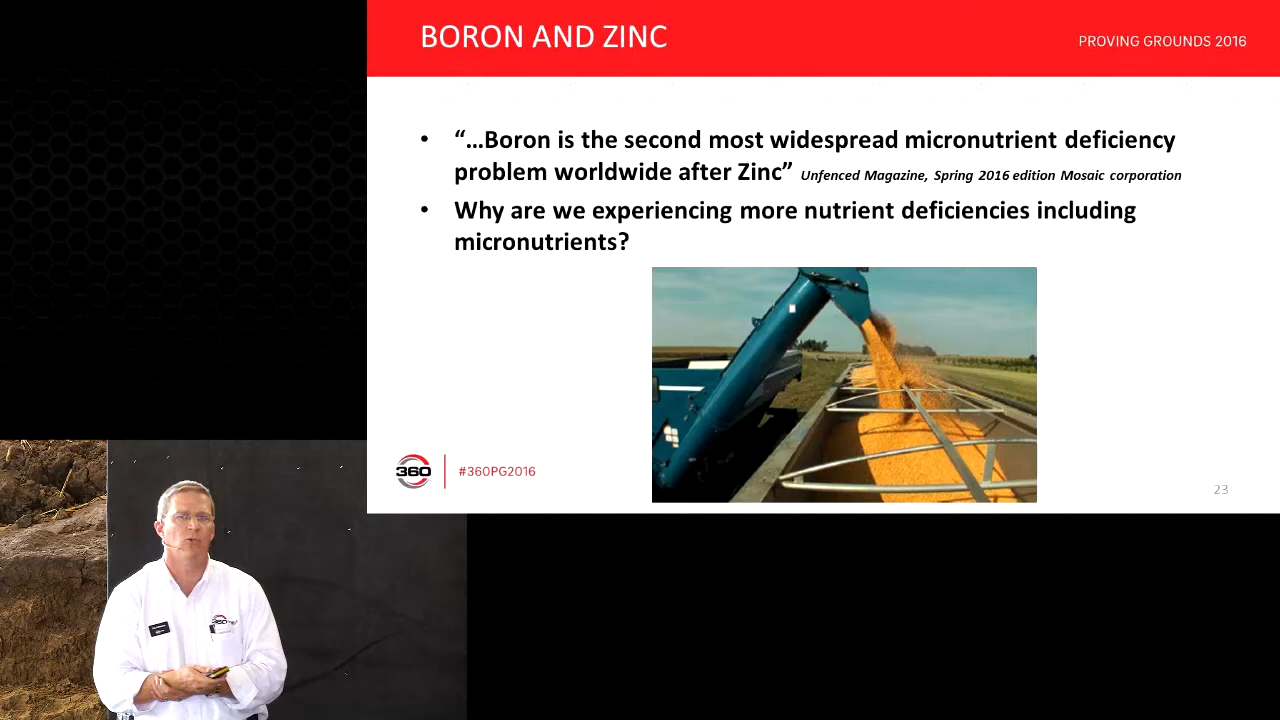 BORON AND ZINC
PROVING GROUNDS 2016
• “…Boron is the second most widespread micronutrient deficiency
problem worldwide after Zinc” Unfenced Magazine, Spring 2016 edition Mosaic corporation
• Why are we experiencing more nutrient deficiencies including
micronutrients?
360
#360PG2016
23
360